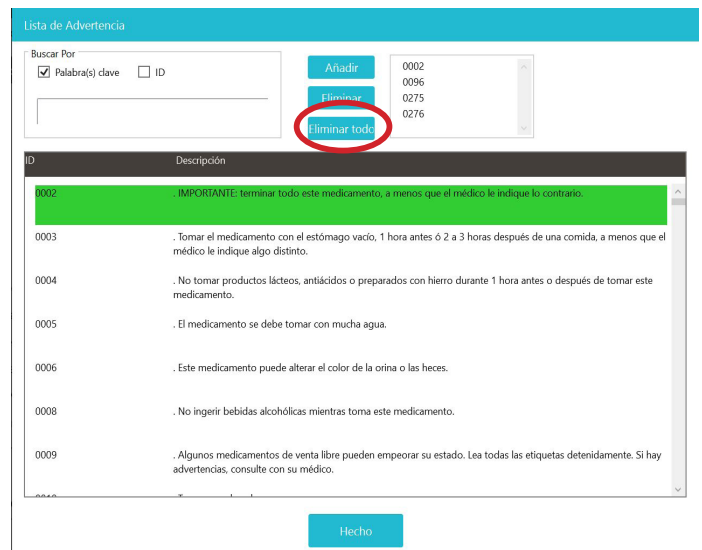 Lista de Advertencia
Buscar Por
Palabra(s) clave
ID
Añadir
Eliminar
Eliminar todo
0002
0096
0275
0276
ID Descripción
0002 . IMPORTANTE: terminar todo este medicamento, a menos que el médico le indique lo contrario.
0003 . Tomar el medicamento con el estómago vacío, 1 hora antes ó 2 a 3 horas después de una comida, a menos que el
médico le indique algo distinto.
0004 . No tomar productos lácteos, antiácidos o preparados con hierro durante 1 hora antes o después de tomar este
medicamento.
0005 . El medicamento se debe tomar con mucha agua.
0006 . Este medicamento puede alterar el color de la orina o las heces.
0008 . No ingerir bebidas alcohólicas mientras toma este medicamento.
0009 . Algunos medicamentos de venta libre pueden empeorar su estado. Lea todas las etiquetas detenidamente. Si hay
advertencias, consulte con su médico.
Hecho